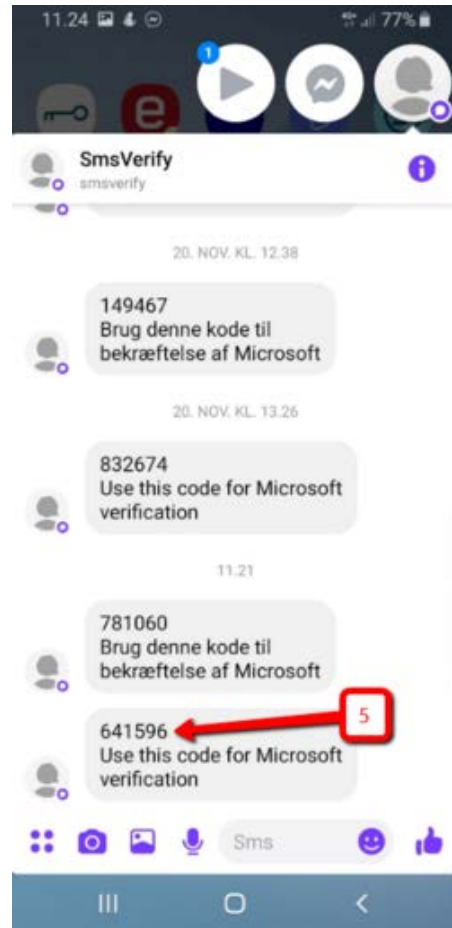 11.24
77%
1
e
SmsVerify
smsverify
20. NOV. KL. 12.38
149467
Brug denne kode til
bekræftelse af Microsoft
20. NOV. KL. 13.26
832674
Use this code for Microsoft
verification
11.21
781060
Brug denne kode til
bekræftelse af Microsoft
641596
5
Use this code for Microsoft
verification
Sms